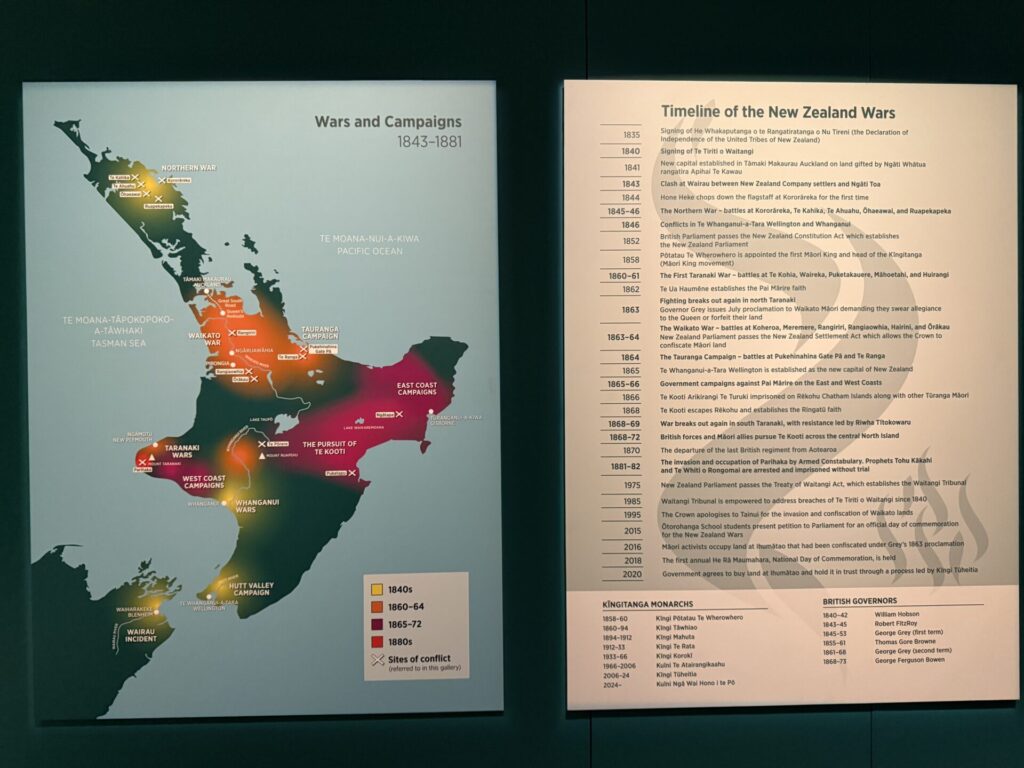 Wars and Campaigns
1843–1881
NORTHERN WAR
Te Kahika
Kororāreka
Te Ahuahu
Ōhaeawai
Ruapekapeka
TE MOANA-NUI-A-KIWA
PACIFIC OCEAN
TĀMAKI MAKAURAU
AUCKLAND
Great South
Road
Queen's
Redoubt
TE MOANA-TĀPOKOPOKO-
A-TĀWHAKI
TASMAN SEA
WAIKATO
WAR
Rangiriri
TAURANGA
CAMPAIGN
Pukehinahina
Gate Pā
Te Ranga
NGĀRUAWĀHIA
PIRONGIA
Rangiaowhia
Ōrākau
EAST COAST
CAMPAIGNS
Ngātapa
TŪRANGANUI-A-KIWA
GISBORNE
LAKE TAUPŌ
LAKE WAIKAREMOANA
NGĀMOTU
NEW PLYMOUTH
TARANAKI
WARS
MOUNT TARANAKI
Parihaka
Te Pōrere
MOUNT RUAPEHU
THE PURSUIT OF
TE KOOTI
WEST COAST
CAMPAIGNS
WHANGANUI
WHANGANUI
WARS
HUTT VALLEY
CAMPAIGN
TE WHANGANUI-A-TARA
WELLINGTON
WAIHARAKEKE
BLENHEIM
WAIRAU
INCIDENT
WAIRAU RIVER
1840s
1860–64
1865–72
1880s
Sites of conflict
(referred to in this gallery)
Timeline of the New Zealand Wars
1835 Signing of He Whakaputanga o te Rangatiratanga o Nu Tireni (the Declaration of
Independence of the United Tribes of New Zealand)
1840 Signing of Te Tiriti o Waitangi
1841 New capital established in Tāmaki Makaurau Auckland on land gifted by Ngāti Whātua
rangatira Apihai Te Kawau
1843 Clash at Wairau between New Zealand Company settlers and Ngāti Toa
1844 Hone Heke chops down the flagstaff at Kororāreka for the first time
1845–46 The Northern War – battles at Kororāreka, Te Kahika, Te Ahuahu, Ōhaeawai, and Ruapekapeka
1846 Conflicts in Te Whanganui-a-Tara Wellington and Whanganui
1852 British Parliament passes the New Zealand Constitution Act which establishes
the New Zealand Parliament
1858 Pōtatau Te Wherowhero is appointed the first Māori King and head of the Kīngitanga
(Māori King movement)
1860–61 The First Taranaki War – battles at Te Kohia, Waireka, Puketakauere, Māhoetahi, and Huirangi
1862 Te Ua Haumēne establishes the Pai Mārire faith
1863 Fighting breaks out again in north Taranaki
Governor Grey issues July proclamation to Waikato Māori demanding they swear allegiance
to the Queen or forfeit their land
1863–64 The Waikato War – battles at Koheroa, Meremere, Rangiriri, Rangiaowhia, Hairini, and Ōrākau
New Zealand Parliament passes the New Zealand Settlement Act which allows the Crown to
confiscate Māori land
1864 The Tauranga Campaign – battles at Pukehinahina Gate Pā and Te Ranga
1865 Te Whanganui-a-Tara Wellington is established as the new capital of New Zealand
1865–66 Government campaigns against Pai Mārire on the East and West Coasts
1866 Te Kooti Arikirangi Te Turuki imprisoned on Rēkohu Chatham Islands along with other Tūranga Māori
1868 Te Kooti escapes Rēkohu and establishes the Ringatū faith
1868–69 War breaks out again in south Taranaki, with resistance led by Riwha Titokowaru
1868–72 British forces and Māori allies pursue Te Kooti across the central North Island
1870 The departure of the last British regiment from Aotearoa
1881–82 The invasion and occupation of Parihaka by Armed Constabulary. Prophets Tohu Kākahi
and Te Whiti o Rongomai are arrested and imprisoned without trial
1975 New Zealand Parliament passes the Treaty of Waitangi Act, which establishes the Waitangi Tribunal
1985 Waitangi Tribunal is empowered to address breaches of Te Tiriti o Waitangi since 1840
1995 The Crown apologises to Tainui for the invasion and confiscation of Waikato lands
2015 Ōtorohanga School students present petition to Parliament for an official day of commemoration
for the New Zealand Wars
2016 Māori activists occupy land at Ihumātao that had been confiscated under Grey's 1863 proclamation
2018 The first annual He Rā Maumahara, National Day of Commemoration, is held
2020 Government agrees to buy land at Ihumātao and hold it in trust through a process led by Kīngi Tūheitia
KĪNGITANGA MONARCHS
1858–60 Kīngi Pōtatau Te Wherowhero
1860–94 Kīngi Tāwhiao
1894–1912 Kīngi Mahuta
1912–33 Kīngi Te Rata
1933–66 Kīngi Korokī
1966–2006 Kuīni Te Atairangikaahu
2006–24 Kīngi Tūheitia
2024– Kuīni Ngā Wai Hono i te Pō
BRITISH GOVERNORS
1840–42 William Hobson
1843–45 Robert FitzRoy
1845–53 George Grey (first term)
1855–61 Thomas Gore Browne
1861–68 George Grey (second term)
1868–73 George Ferguson Bowen